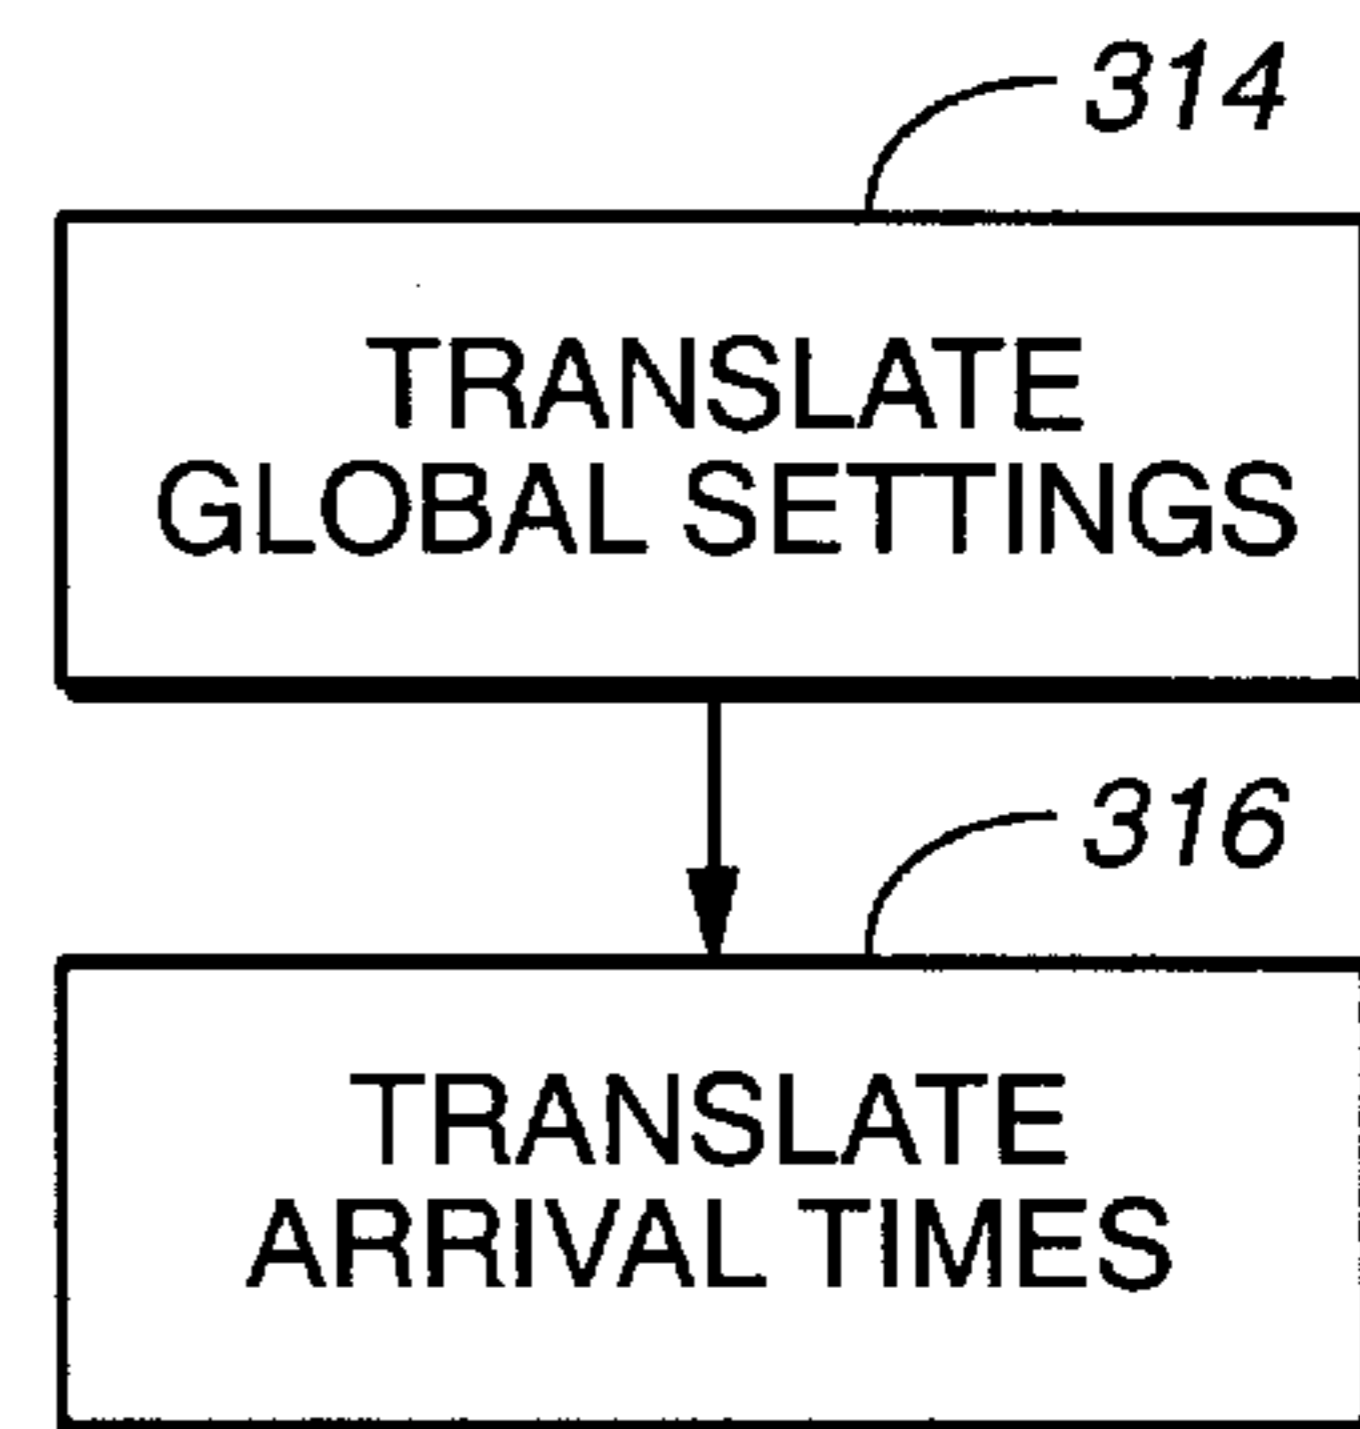 314
TRANSLATE
GLOBAL SETTINGS
316
TRANSLATE
ARRIVAL TIMES